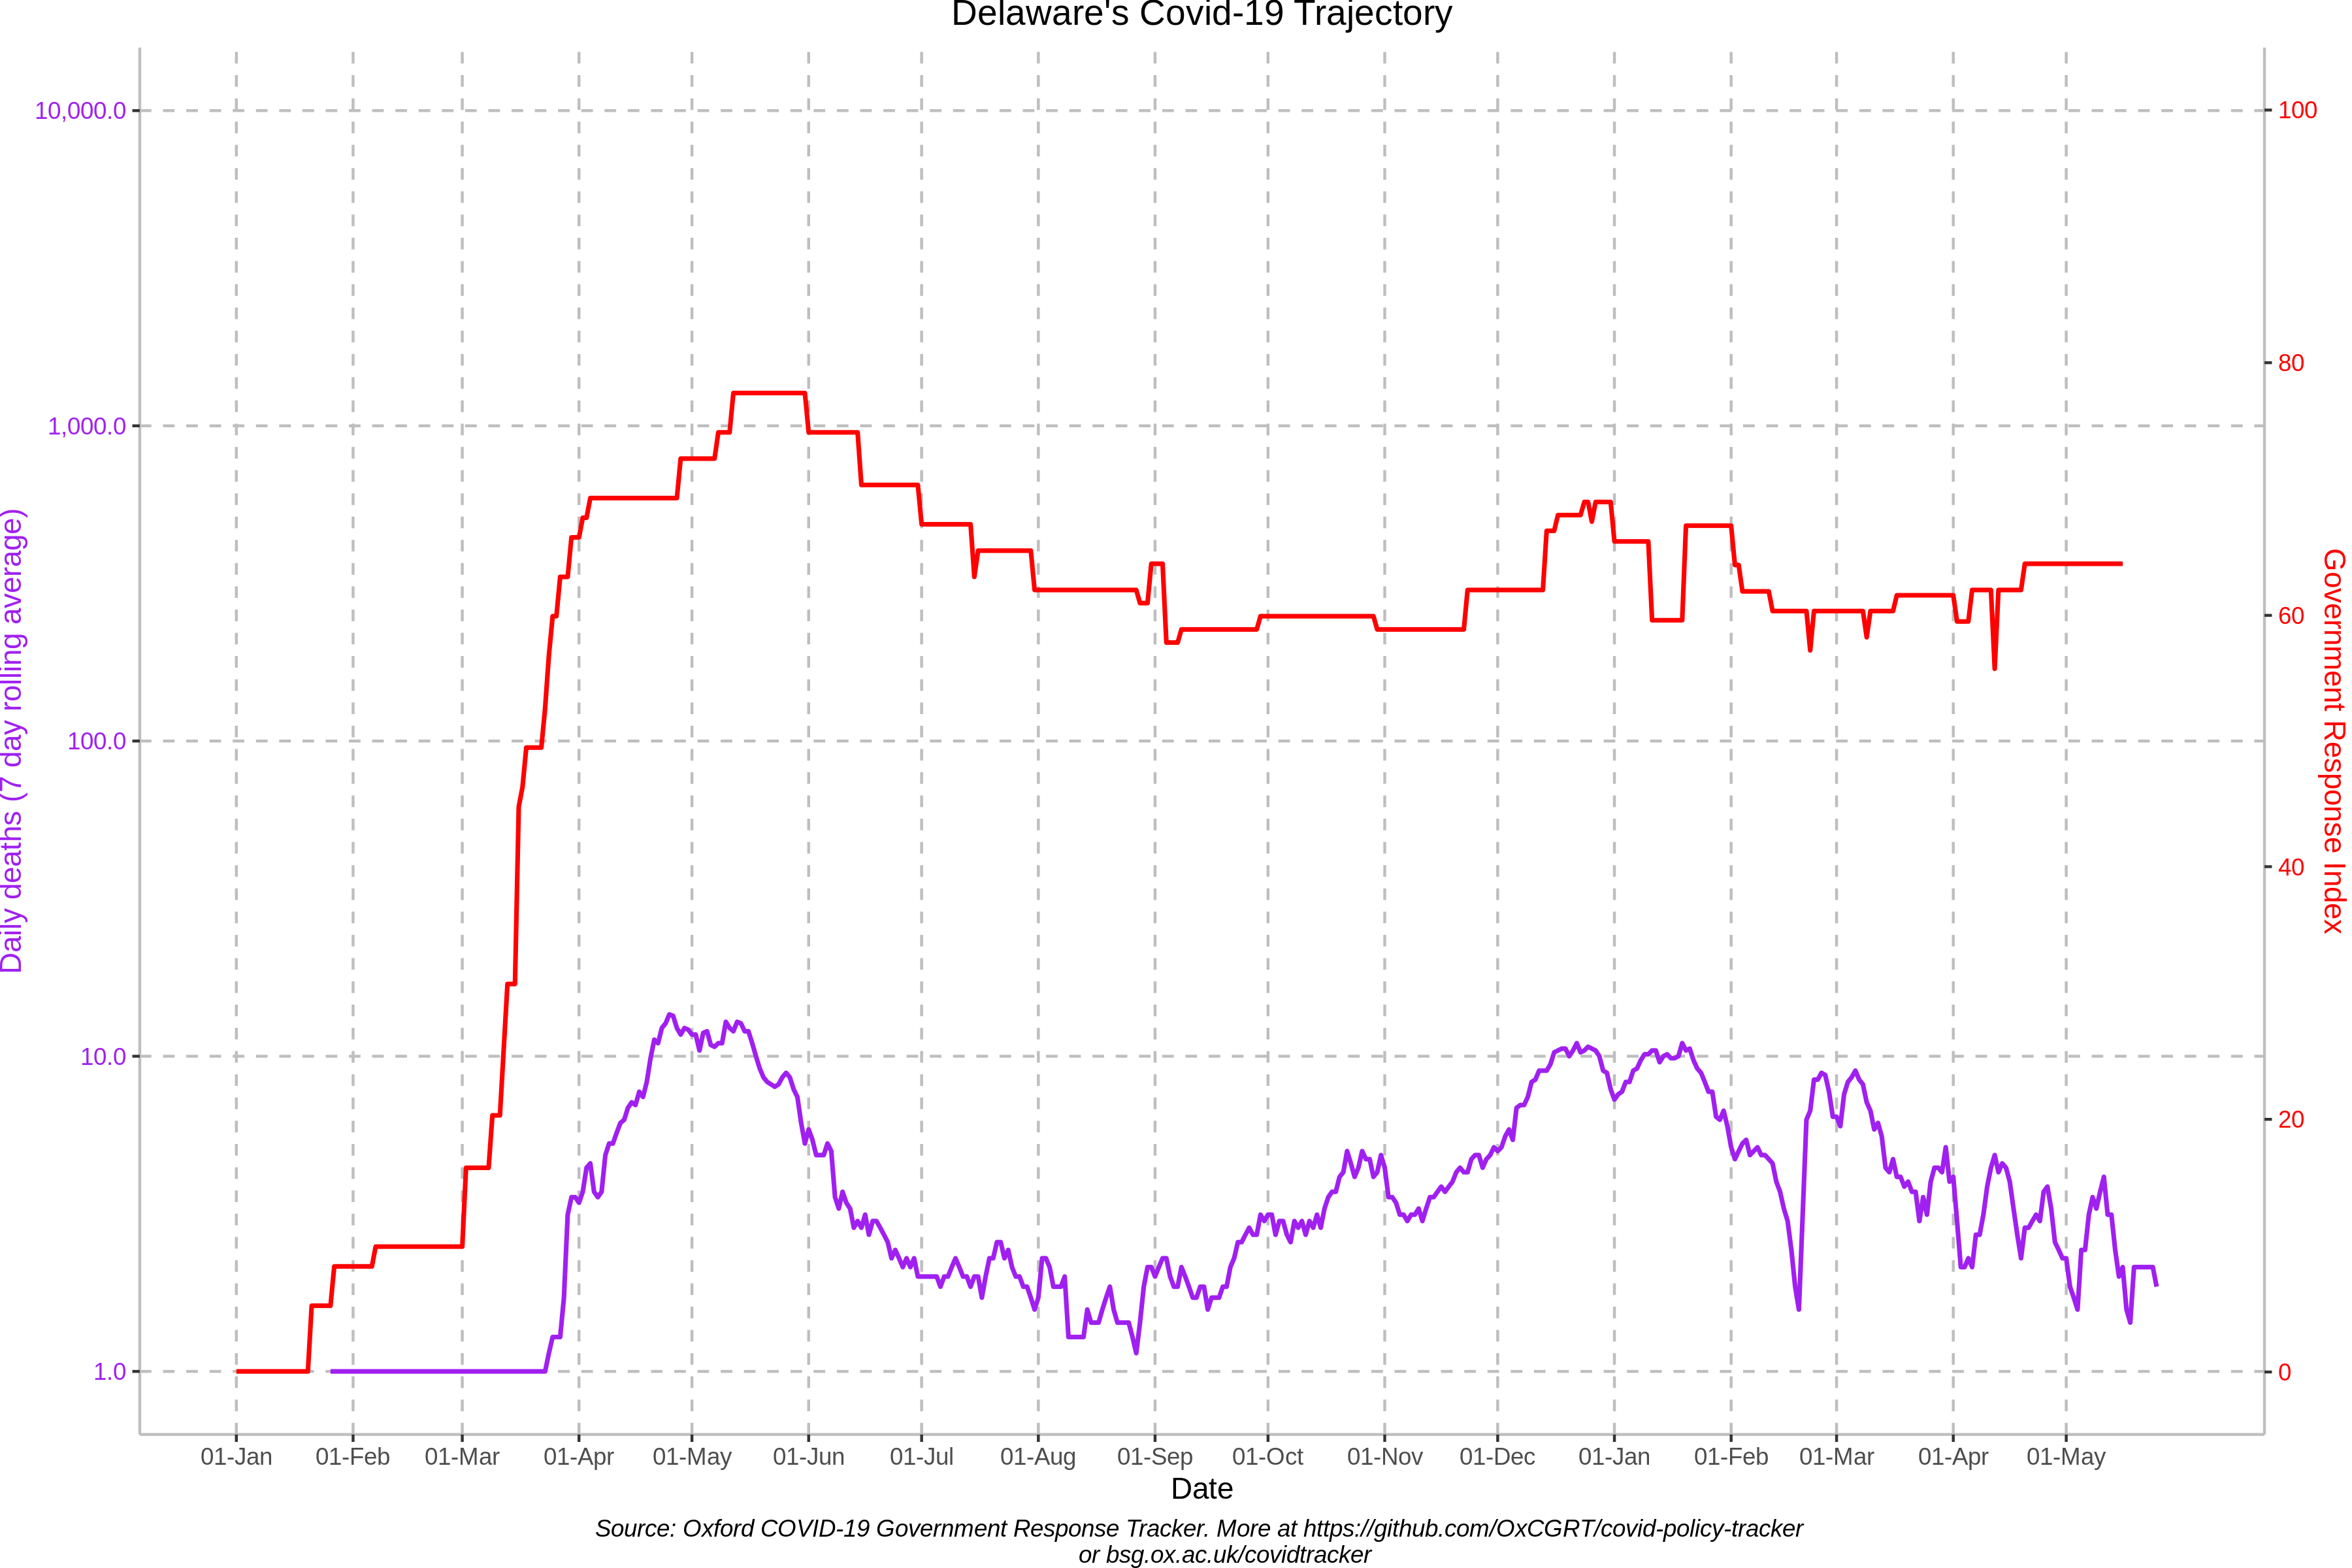 Delaware's Covid-19 Trajectory
10,000.0
1,000.0
100.0
10.0
1.0
Daily deaths (7 day rolling average)
100
80
60
40
20
0
Government Response Index
01-Jan 01-Feb 01-Mar 01-Apr 01-May 01-Jun 01-Jul 01-Aug 01-Sep 01-Oct 01-Nov 01-Dec 01-Jan 01-Feb 01-Mar 01-Apr 01-May
Date
Source: Oxford COVID-19 Government Response Tracker. More at https://github.com/OxCGRT/covid-policy-tracker
or bsg.ox.ac.uk/covidtracker